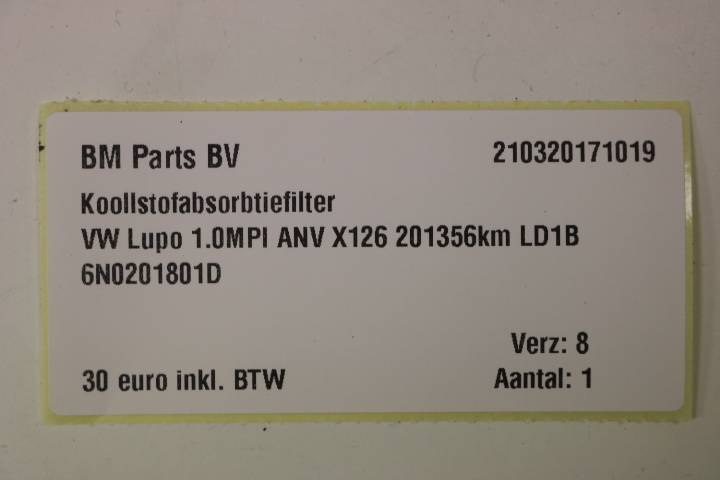 BM Parts BV 210320171019
Koollstofabsorbtiefilter
VW Lupo 1.0MPI ANV X126 201356km LD1B
6N0201801D
Verz: 8
30 euro inkl. BTW Aantal: 1